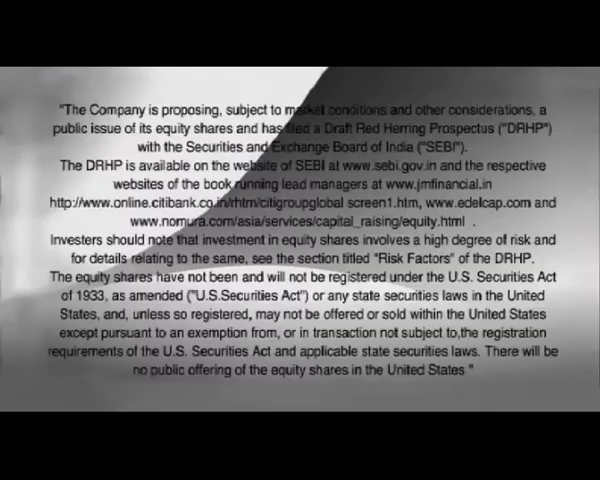 "The Company is proposing, subject to market conditions and other considerations, a
public issue of its equity shares and has filed a Draft Red Herring Prospectus ("DRHP")
with the Securities and Exchange Board of India ("SEBI").
The DRHP is available on the website of SEBI at www.sebi.gov.in and the respective
websites of the book running lead managers at www.jmfinancial.in
http://www.online.citibank.co.in/rhtm/citigroupglobal screen1.htm, www.edelcap.com and
www.nomura.com/asia/services/capital_raising/equity.html .
Investers should note that investment in equity shares involves a high degree of risk and
for details relating to the same, see the section titled "Risk Factors" of the DRHP.
The equity shares have not been and will not be registered under the U.S. Securities Act
of 1933, as amended ("U.S.Securities Act") or any state securities laws in the United
States, and, unless so registered, may not be offered or sold within the United States
except pursuant to an exemption from, or in transaction not subject to,the registration
requirements of the U.S. Securities Act and applicable state securities laws. There will be
no public offering of the equity shares in the United States "